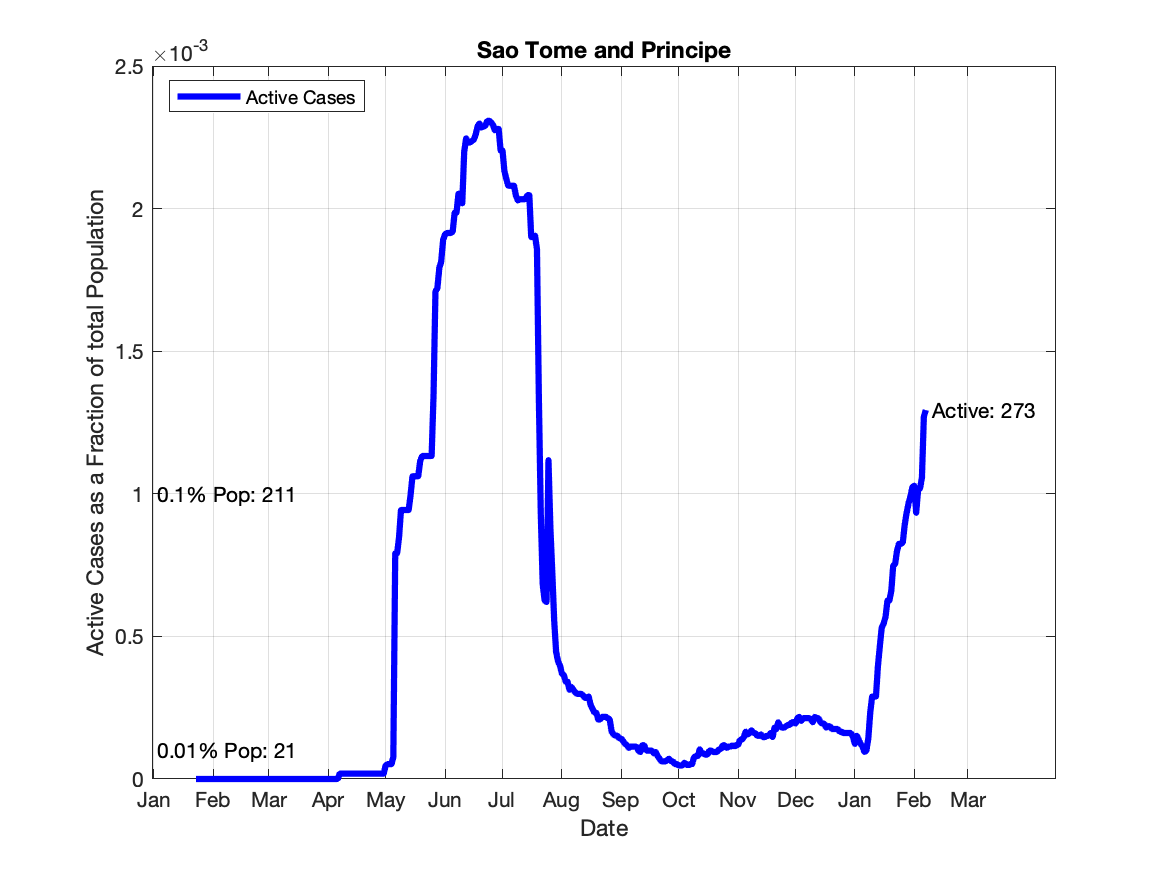 ×10-3
Sao Tome and Principe
2.5
2
1.5
1
0.5
0
Active Cases as a Fraction of total Population
Active Cases
Active: 273
0.1% Pop: 211
0.01% Pop: 21
Jan Feb Mar Apr May Jun Jul Aug Sep Oct Nov Dec Jan Feb Mar
Date